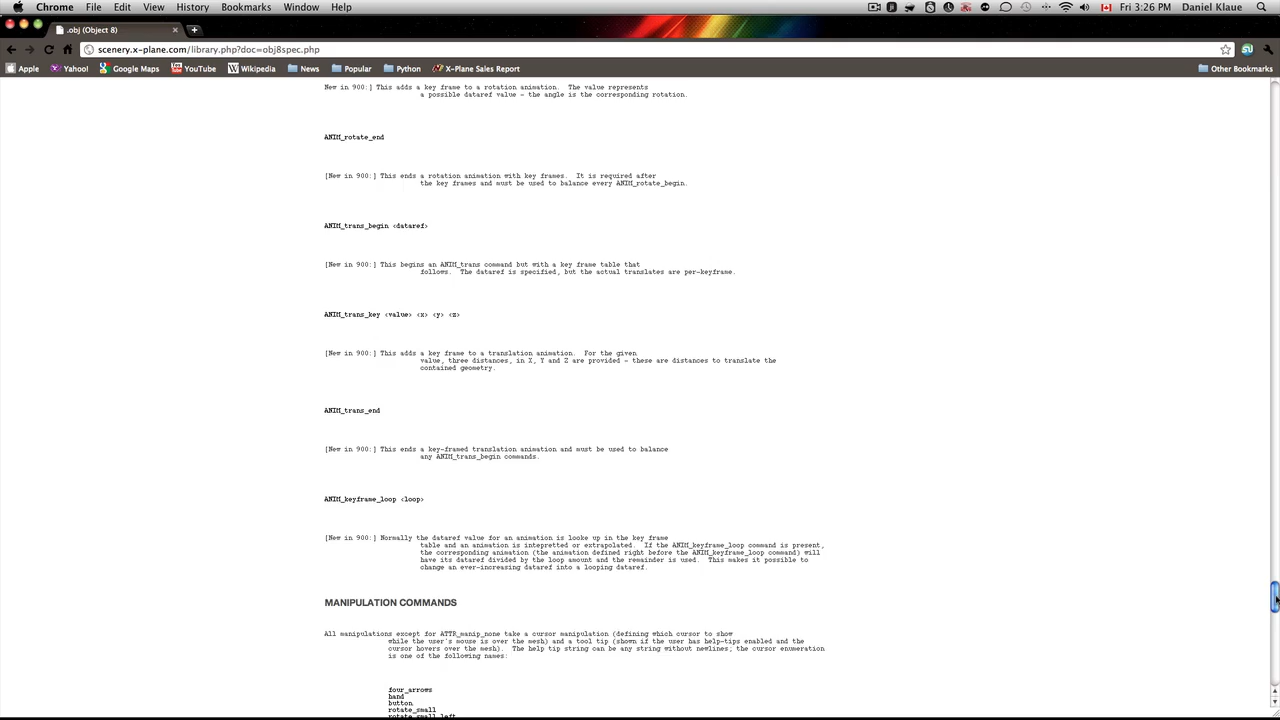 Chrome File Edit View History Bookmarks Window Help Fri 3:26 PM Daniel Klaue
.obj (Object 8)
scenery.x-plane.com/library.php?doc=obj8spec.php
Apple Yahoo! Google Maps YouTube Wikipedia News Popular Python X-Plane Sales Report Other Bookmarks
New in 900:] This adds a key frame to a rotation animation. The value represents
a possible dataref value - the angle is the corresponding rotation.
ANIM_rotate_end
[New in 900:] This ends a rotation animation with key frames. It is required after
the key frames and must be used to balance every ANIM_rotate_begin.
ANIM_trans_begin <dataref>
[New in 900:] This begins an ANIM_trans command but with a key frame table that
follows. The dataref is specified, but the actual translates are per-keyframe.
ANIM_trans_key <value> <x> <y> <z>
[New in 900:] This adds a key frame to a translation animation. For the given
value, three distances, in X, Y and Z are provided - these are distances to translate the
contained geometry.
ANIM_trans_end
[New in 900:] This ends a key-framed translation animation and must be used to balance
any ANIM_trans_begin commands.
ANIM_keyframe_loop <loop>
[New in 900:] Normally the dataref value for an animation is looke up in the key frame
table and an animation is intepretted or extrapolated. If the ANIM_keyframe_loop command is present,
the corresponding animation (the animation defined right before the ANIM_keyframe_loop command) will
have its dataref divided by the loop amount and the remainder is used. This makes it possible to
change an ever-increasing dataref into a looping dataref.
MANIPULATION COMMANDS
All manipulations except for ATTR_manip_none take a cursor manipulation (defining which cursor to show
while the user's mouse is over the mesh) and a tool tip (shown if the user has help-tips enabled and the
cursor hovers over the mesh). The help tip string can be any string without newlines; the cursor enumeration
is one of the following names:
four_arrows
hand
button
rotate_small
rotate_small_left